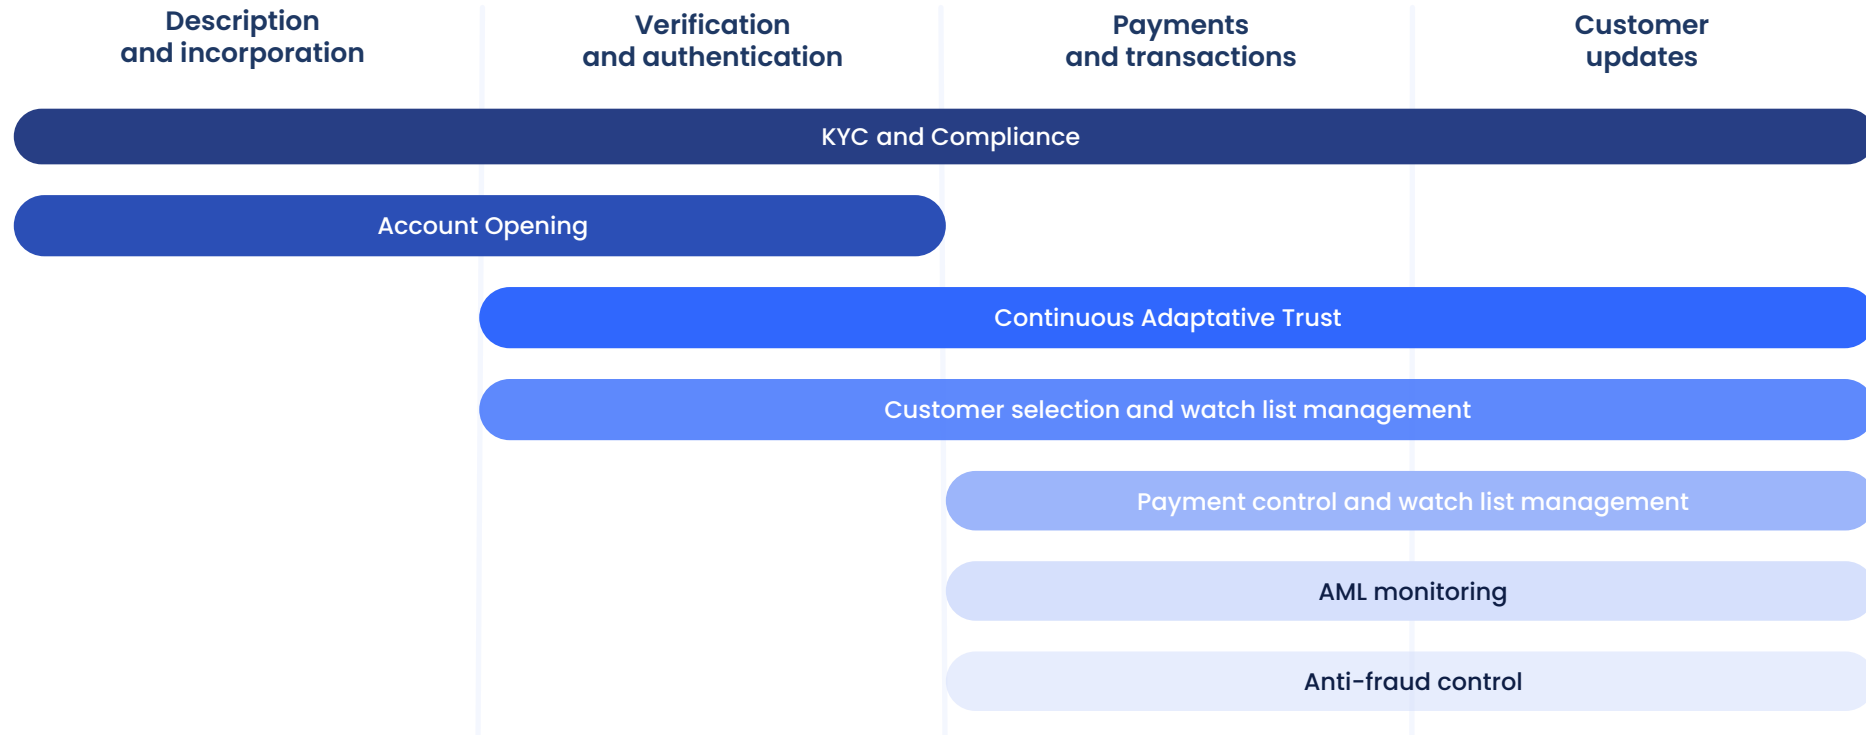 Description
and incorporation
Verification
and authentication
Payments
and transactions
Customer
updates
KYC and Compliance
Account Opening
Continuous Adaptative Trust
Customer selection and watch list management
Payment control and watch list management
AML monitoring
Anti-fraud control